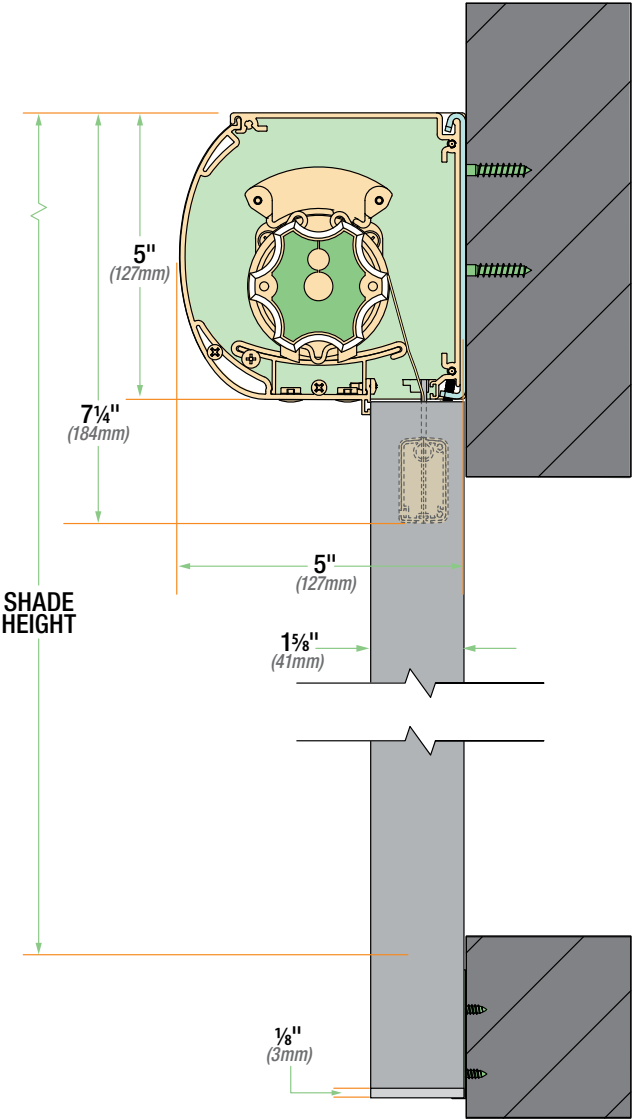 5"
(127mm)
7¼"
(184mm)
5"
(127mm)
SHADE
HEIGHT
1⅝"
(41mm)
⅛"
(3mm)